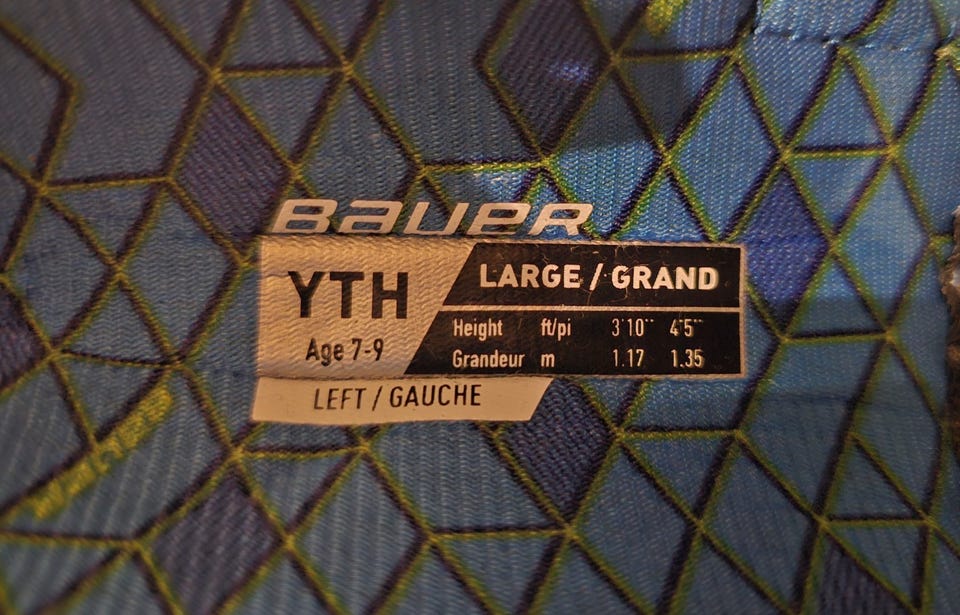 BAUER
YTH
Age 7-9
LARGE / GRAND
Height ft/pi 3'10" 4'5"
Grandeur m 1.17 1.35
LEFT / GAUCHE